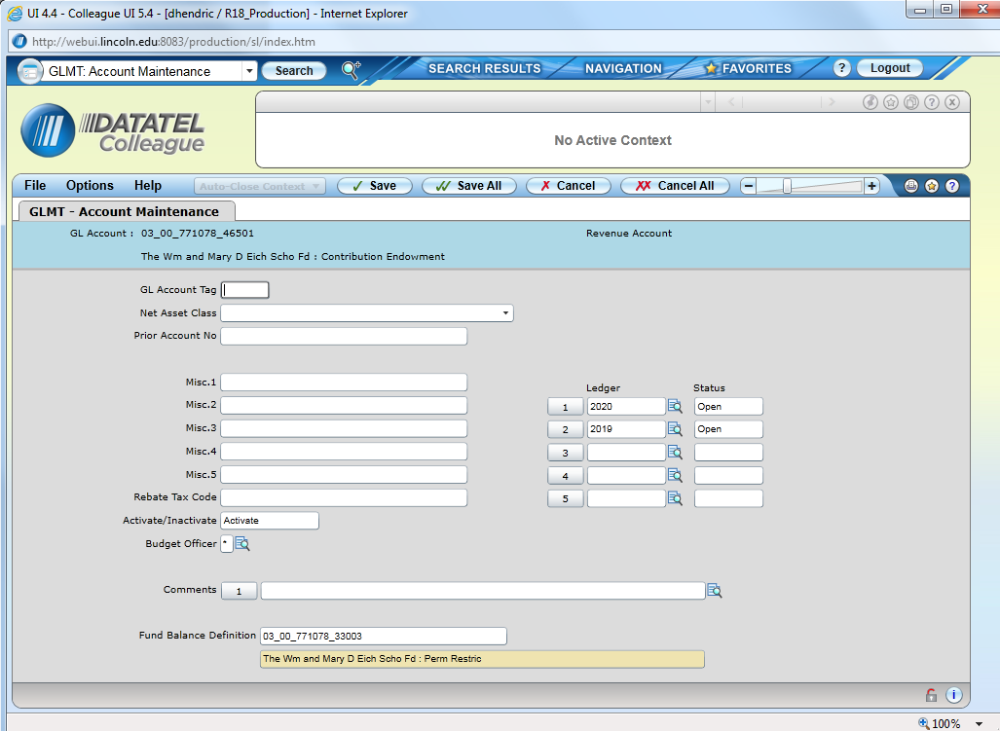 UI 4.4 - Colleague UI 5.4 - [dhendric / R18_Production] - Internet Explorer
http://webui.lincoln.edu:8083/production/sl/index.htm
GLMT: Account Maintenance Search SEARCH RESULTS NAVIGATION FAVORITES ? Logout
DATATEL
Colleague
No Active Context
File Options Help Auto-Close Context Save Save All Cancel Cancel All
GLMT - Account Maintenance
GL Account : 03_00_771078_46501 Revenue Account
The Wm and Mary D Eich Scho Fd : Contribution Endowment
GL Account Tag
Net Asset Class
Prior Account No
Misc.1
Ledger Status
Misc.2 1 2020 Open
Misc.3 2 2019 Open
Misc.4 3
Misc.5 4
Rebate Tax Code 5
Activate/Inactivate Activate
Budget Officer *
Comments 1
Fund Balance Definition 03_00_771078_33003
The Wm and Mary D Eich Scho Fd : Perm Restric
100%